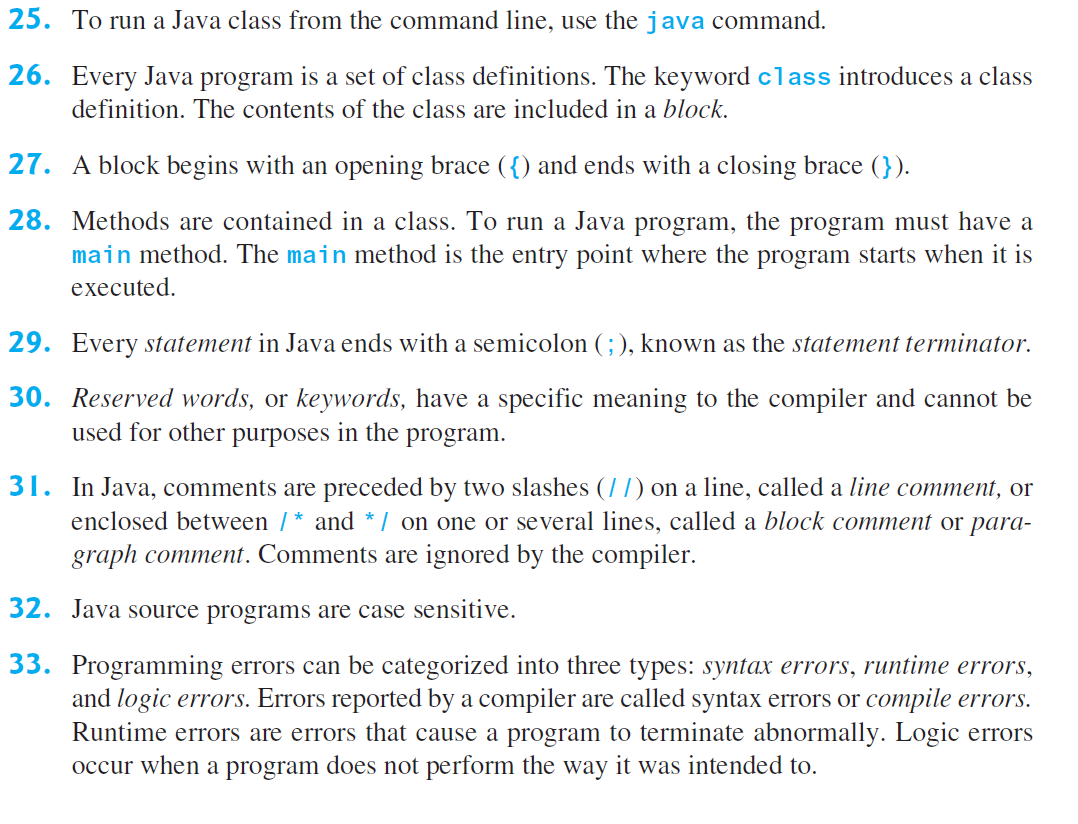 25. To run a Java class from the command line, use the java command.
26. Every Java program is a set of class definitions. The keyword class introduces a class
definition. The contents of the class are included in a block.
27. A block begins with an opening brace ({) and ends with a closing brace (}).
28. Methods are contained in a class. To run a Java program, the program must have a
main method. The main method is the entry point where the program starts when it is
executed.
29. Every statement in Java ends with a semicolon (;), known as the statement terminator.
30. Reserved words, or keywords, have a specific meaning to the compiler and cannot be
used for other purposes in the program.
31. In Java, comments are preceded by two slashes (//) on a line, called a line comment, or
enclosed between /* and */ on one or several lines, called a block comment or para-
graph comment. Comments are ignored by the compiler.
32. Java source programs are case sensitive.
33. Programming errors can be categorized into three types: syntax errors, runtime errors,
and logic errors. Errors reported by a compiler are called syntax errors or compile errors.
Runtime errors are errors that cause a program to terminate abnormally. Logic errors
occur when a program does not perform the way it was intended to.